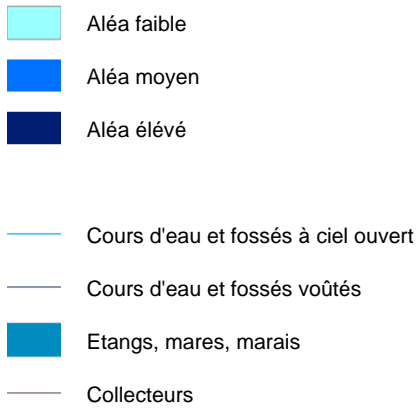 Aléa faible
Aléa moyen
Aléa élévé
Cours d'eau et fossés à ciel ouvert
Cours d'eau et fossés voûtés
Etangs, mares, marais
Collecteurs